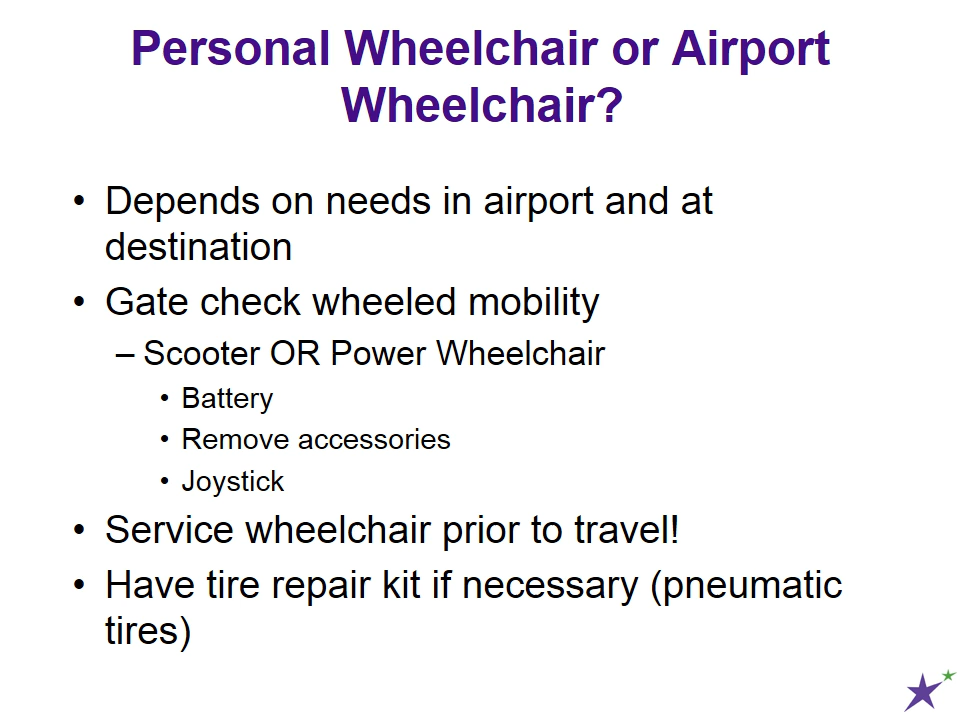 Personal Wheelchair or Airport
Wheelchair?
• Depends on needs in airport and at
destination
• Gate check wheeled mobility
– Scooter OR Power Wheelchair
• Battery
• Remove accessories
• Joystick
• Service wheelchair prior to travel!
• Have tire repair kit if necessary (pneumatic
tires)